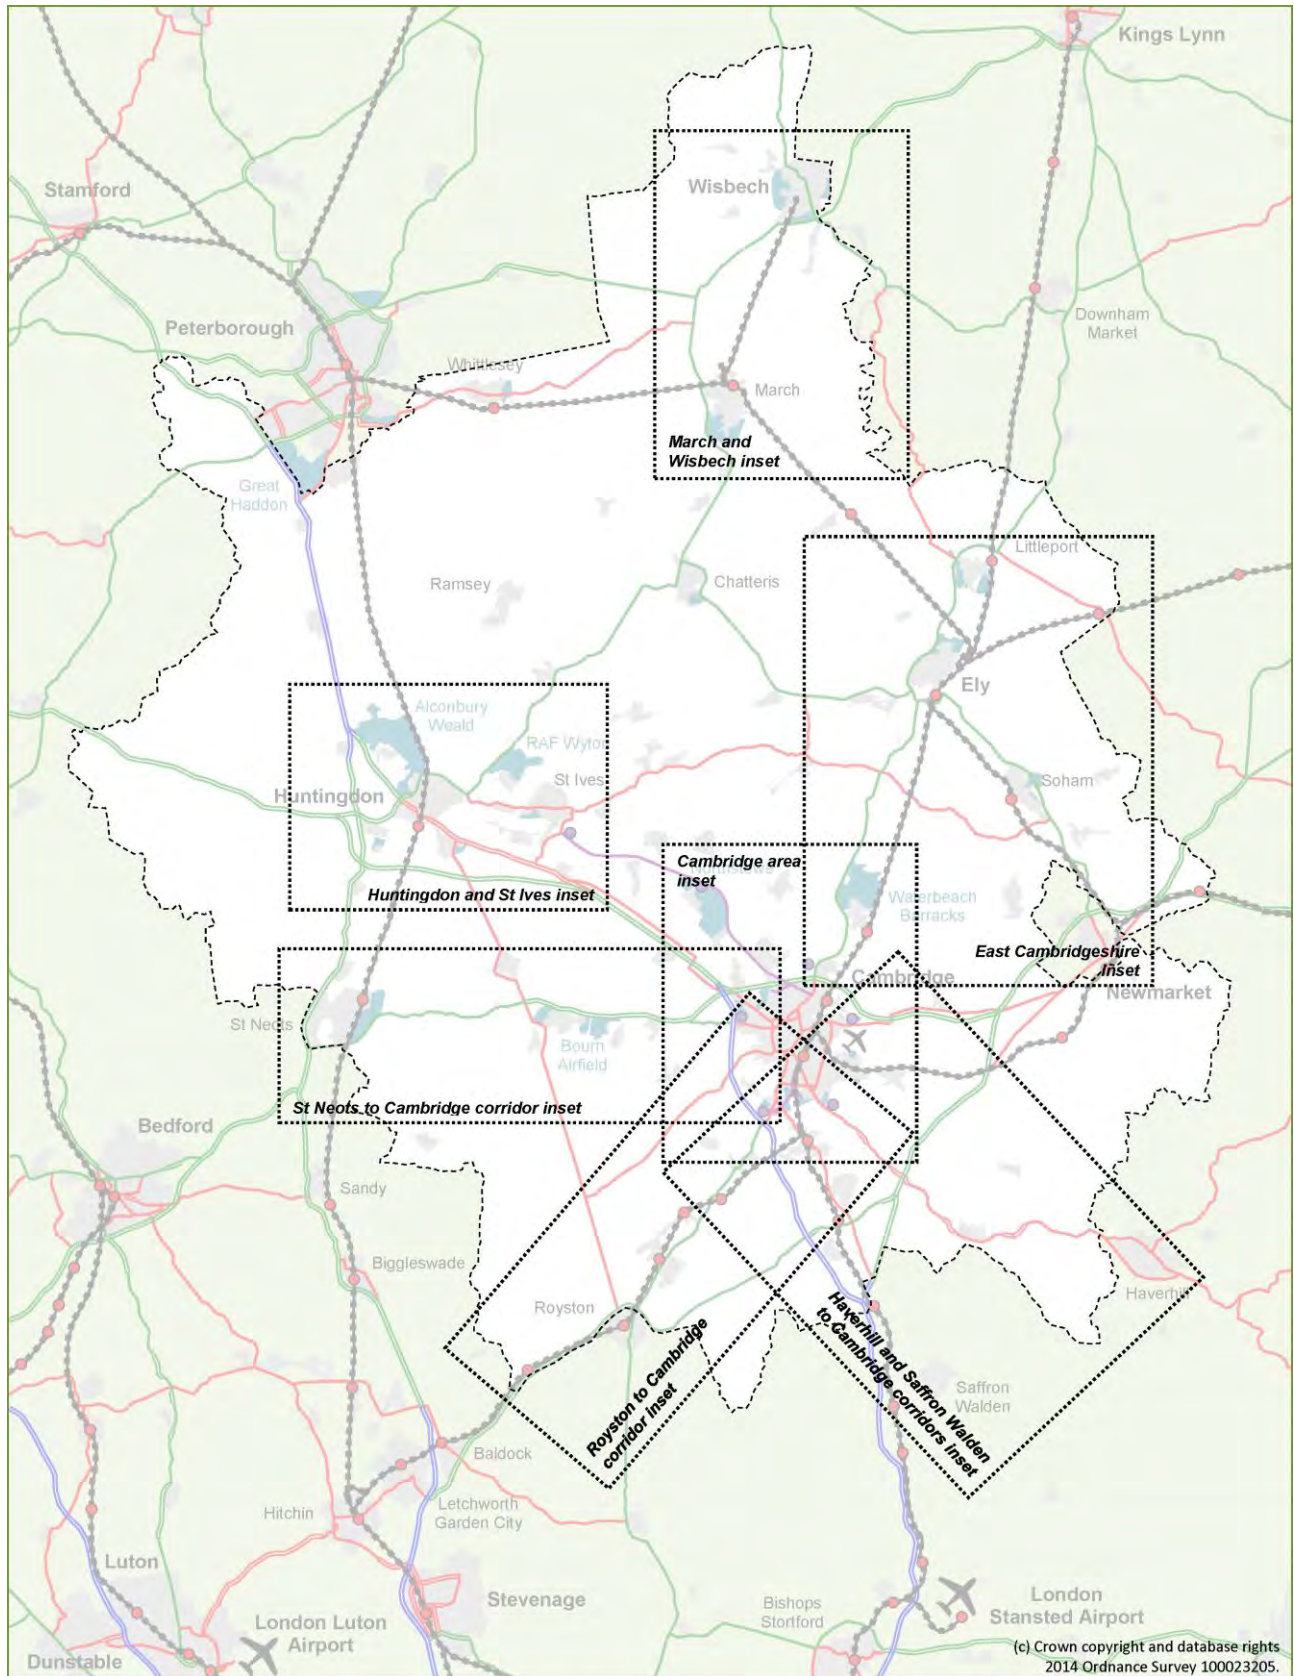 Kings Lynn
Stamford
Wisbech
Peterborough
Downham
Market
Whittlesey
March
March and
Wisbech inset
Great
Haddon
Littleport
Ramsey
Chatteris
Ely
Alconbury
Weald
RAF Wyton
St Ives
Soham
Huntingdon
Cambridge area
inset
Northstowe
Huntingdon and St Ives inset
Waterbeach
Barracks
East Cambridgeshire
Inset
Cambridge
Newmarket
St Neots
Bourn
Airfield
St Neots to Cambridge corridor inset
Bedford
Sandy
Biggleswade
Haverhill
Royston
Royston to Cambridge
corridor inset
Haverhill and Saffron Walden
to Cambridge corridors inset
Saffron
Walden
Baldock
Letchworth
Garden City
Hitchin
Luton
Stevenage
Bishops
Stortford
London
Stansted Airport
London Luton
Airport
Dunstable
(c) Crown copyright and database rights
2014 Ordnance Survey 100023205.